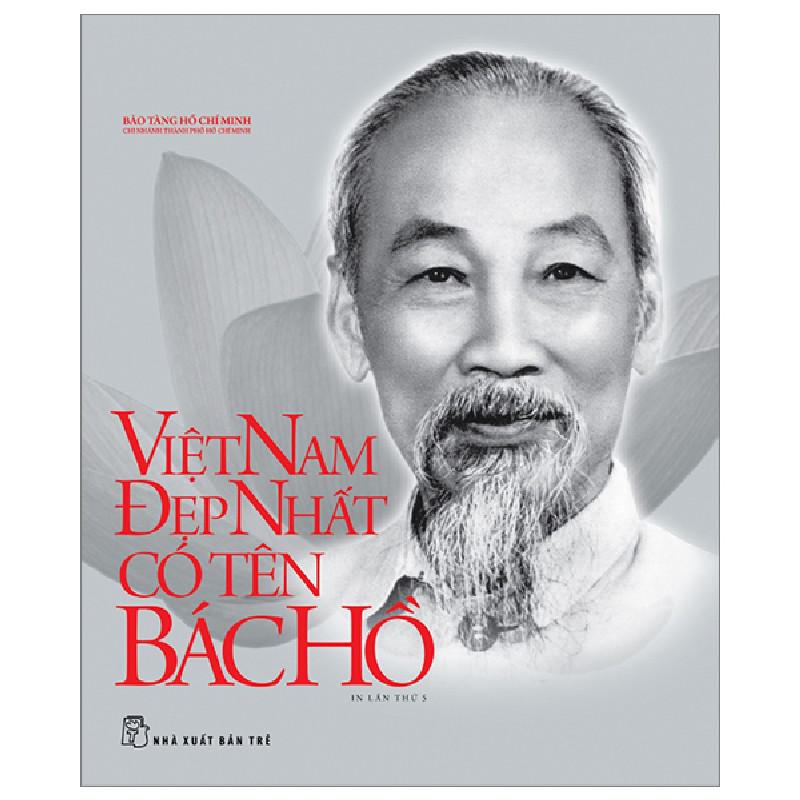 BẢO TÀNG HỒ CHÍ MINH
CHI NHÁNH THÀNH PHỐ HỒ CHÍ MINH
VIỆT NAM
ĐẸP NHẤT
CÓ TÊN
BÁC HỒ
IN LẦN THỨ 5
NHÀ XUẤT BẢN TRẺ